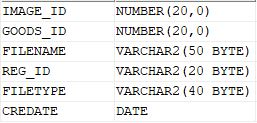 IMAGE_ID NUMBER(20,0)
GOODS_ID NUMBER(20,0)
FILENAME VARCHAR2(50 BYTE)
REG_ID VARCHAR2(20 BYTE)
FILETYPE VARCHAR2(40 BYTE)
CREDATE DATE